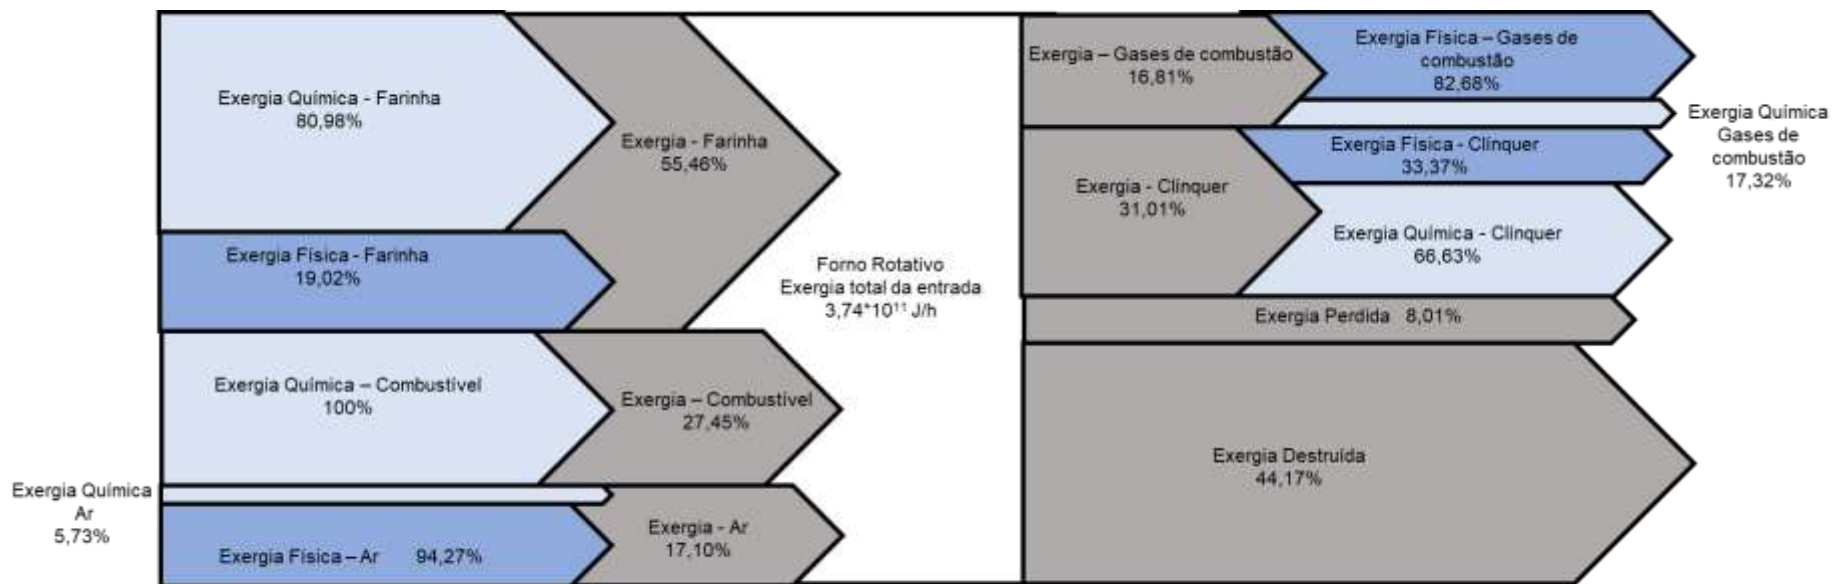 Exergia Química - Farinha
80,98%
Exergia Física - Farinha
19,02%
Exergia - Farinha
55,46%
Exergia Química – Combustível
100%
Exergia – Combustível
27,45%
Exergia Química
Ar
5,73%
Exergia Física – Ar 94,27%
Exergia - Ar
17,10%
Forno Rotativo
Exergia total da entrada
3,74*10¹¹ J/h
Exergia – Gases de combustão
16,81%
Exergia Física – Gases de
combustão
82,68%
Exergia Química
Gases de
combustão
17,32%
Exergia - Clínquer
31,01%
Exergia Física - Clínquer
33,37%
Exergia Química - Clínquer
66,63%
Exergia Perdida 8,01%
Exergia Destruída
44,17%